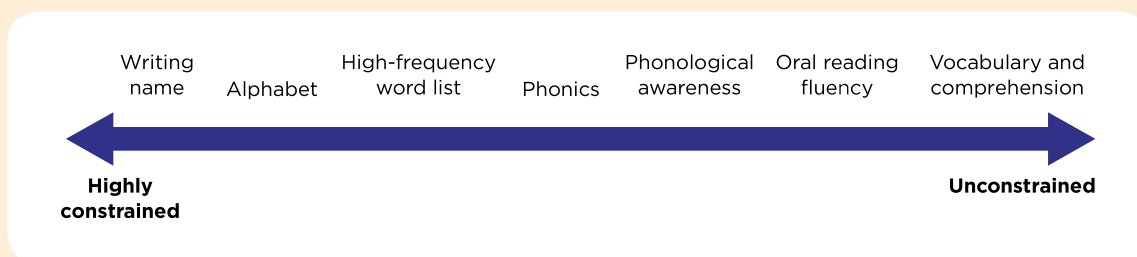 Writing
name
Alphabet
High-frequency
word list
Phonics
Phonological
awareness
Oral reading
fluency
Vocabulary and
comprehension
Highly
constrained
Unconstrained